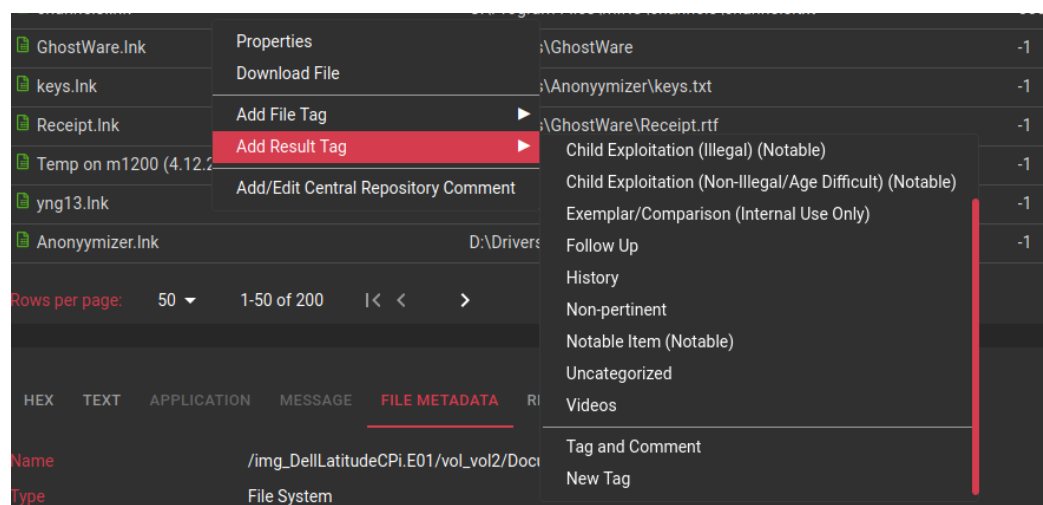 GhostWare.lnk
s\GhostWare
-1
keys.lnk
s\Anonyymizer\keys.txt
-1
Receipt.lnk
s\GhostWare\Receipt.rtf
-1
Temp on m1200 (4.12.2
-1
yng13.lnk
-1
Anonyymizer.lnk
D:\Drivers
-1
Properties
Download File
Add File Tag
Add Result Tag
Add/Edit Central Repository Comment
Child Exploitation (Illegal) (Notable)
Child Exploitation (Non-Illegal/Age Difficult) (Notable)
Exemplar/Comparison (Internal Use Only)
Follow Up
History
Non-pertinent
Notable Item (Notable)
Uncategorized
Videos
Tag and Comment
New Tag
Rows per page: 50 1-50 of 200
HEX TEXT APPLICATION MESSAGE FILE METADATA
Name /img_DellLatitudeCPi.E01/vol_vol2/Docu
Type File System